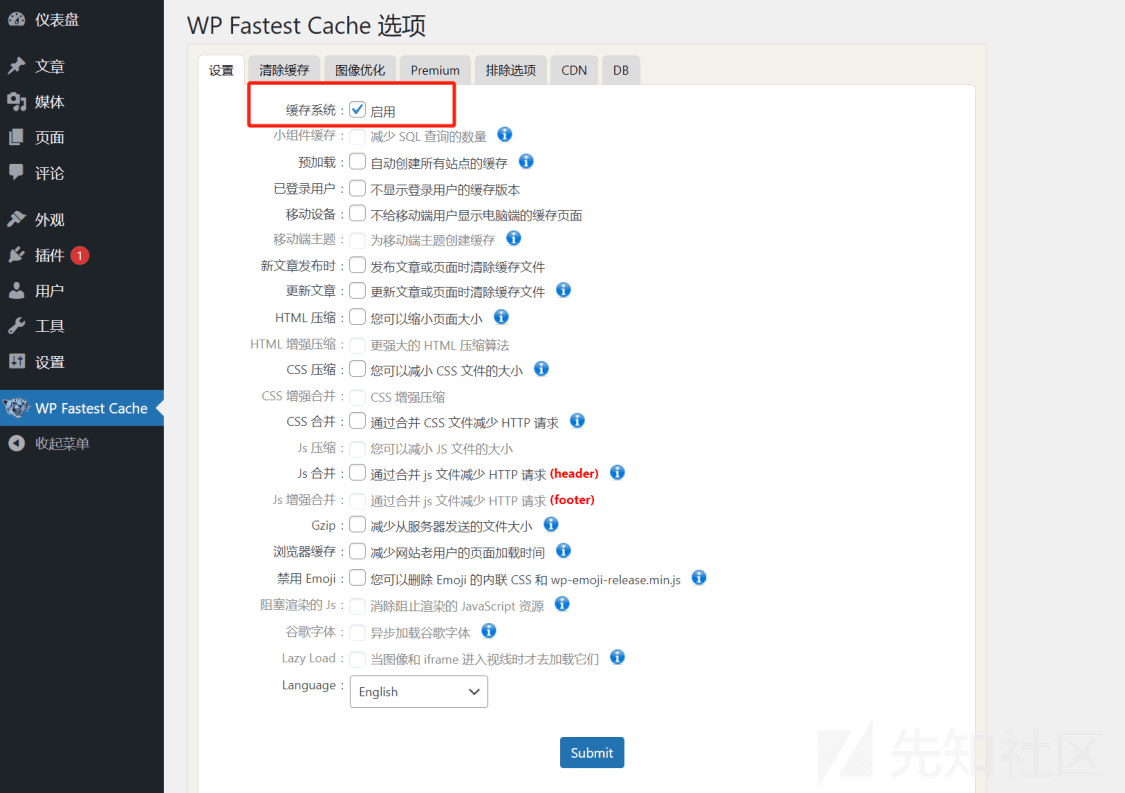 仪表盘
文章
媒体
页面
评论
外观
插件 1
用户
工具
设置
WP Fastest Cache
收起菜单
WP Fastest Cache 选项
设置 清除缓存 图像优化 Premium 排除选项 CDN DB
缓存系统 : 启用
小组件缓存 : 减少 SQL 查询的数量
预加载 : 自动创建所有站点的缓存
已登录用户 : 不显示登录用户的缓存版本
移动设备 : 不给移动端用户显示电脑端的缓存页面
移动端主题 : 为移动端主题创建缓存
新文章发布时 : 发布文章或页面时清除缓存文件
更新文章 : 更新文章或页面时清除缓存文件
HTML 压缩 : 您可以缩小页面大小
HTML 增强压缩 : 更强大的 HTML 压缩算法
CSS 压缩 : 您可以减小 CSS 文件的大小
CSS 增强合并 : CSS 增强压缩
CSS 合并 : 通过合并 CSS 文件减少 HTTP 请求
Js 压缩 : 您可以减小 JS 文件的大小
Js 合并 : 通过合并 js 文件减少 HTTP 请求 (header)
Js 增强合并 : 通过合并 js 文件减少 HTTP 请求 (footer)
Gzip : 减少从服务器发送的文件大小
浏览器缓存 : 减少网站老用户的页面加载时间
禁用 Emoji : 您可以删除 Emoji 的内联 CSS 和 wp-emoji-release.min.js
阻塞渲染的 Js : 消除阻止渲染的 JavaScript 资源
谷歌字体 : 异步加载谷歌字体
Lazy Load : 当图像和 iframe 进入视线时才去加载它们
Language : English
Submit
先知社区